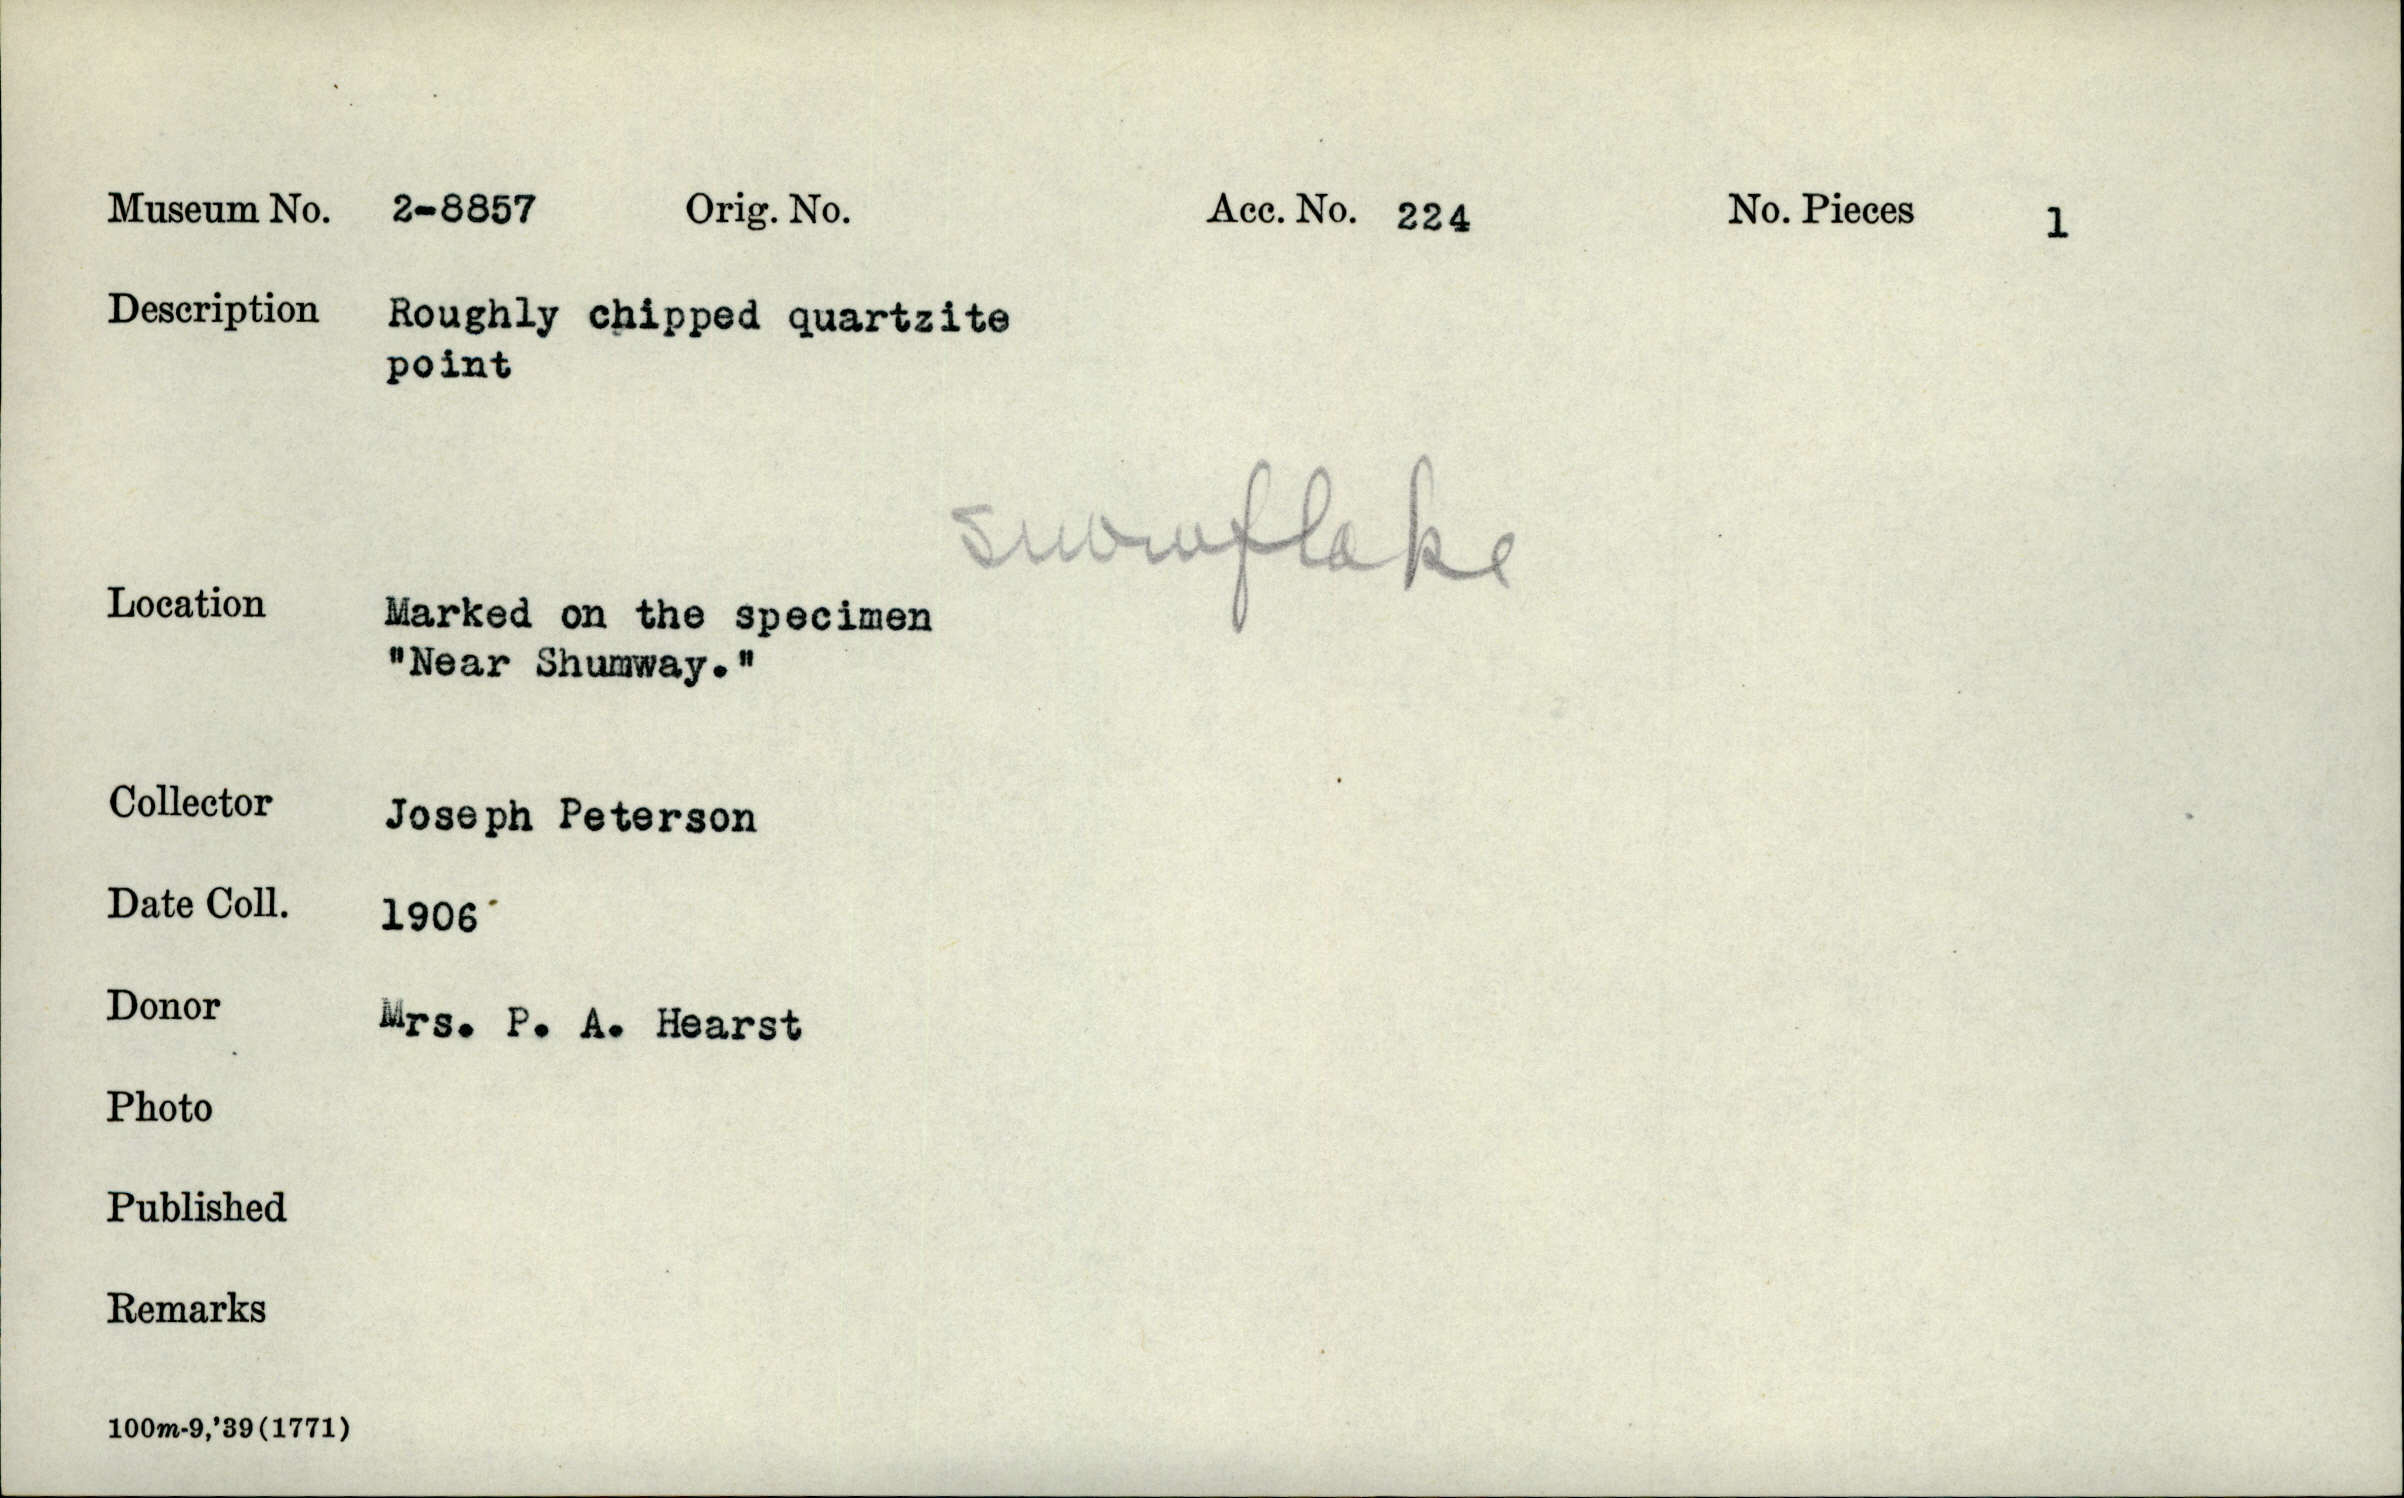 Museum No. 2-8857 Orig. No. Acc. No. 224 No. Pieces 1
Description Roughly chipped quartzite
point
snowflake
Location Marked on the specimen
"Near Shumway."
Collector Joseph Peterson
Date Coll. 1906
Donor Mrs. P. A. Hearst
Photo
Published
Remarks
100m-9,'39(1771)